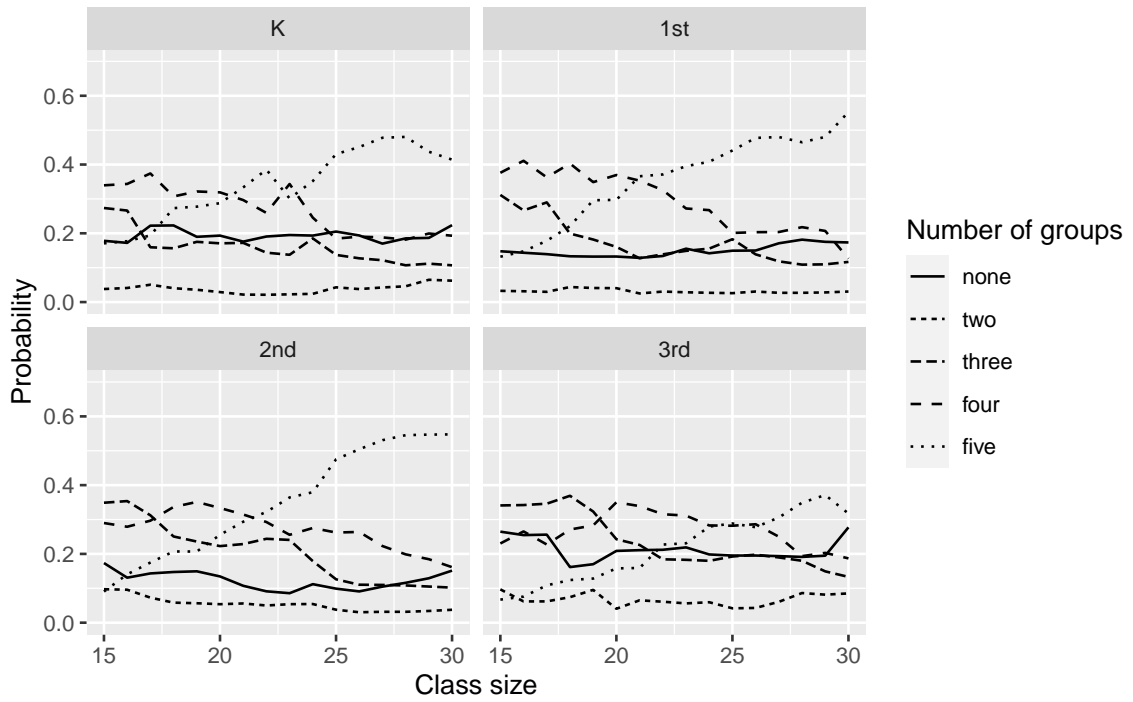 K
1st
0.6
0.4
0.2
0.0
2nd
3rd
0.6
0.4
0.2
0.0
15
20
25
30
15
20
25
30
Class size
Probability
Number of groups
none
two
three
four
five